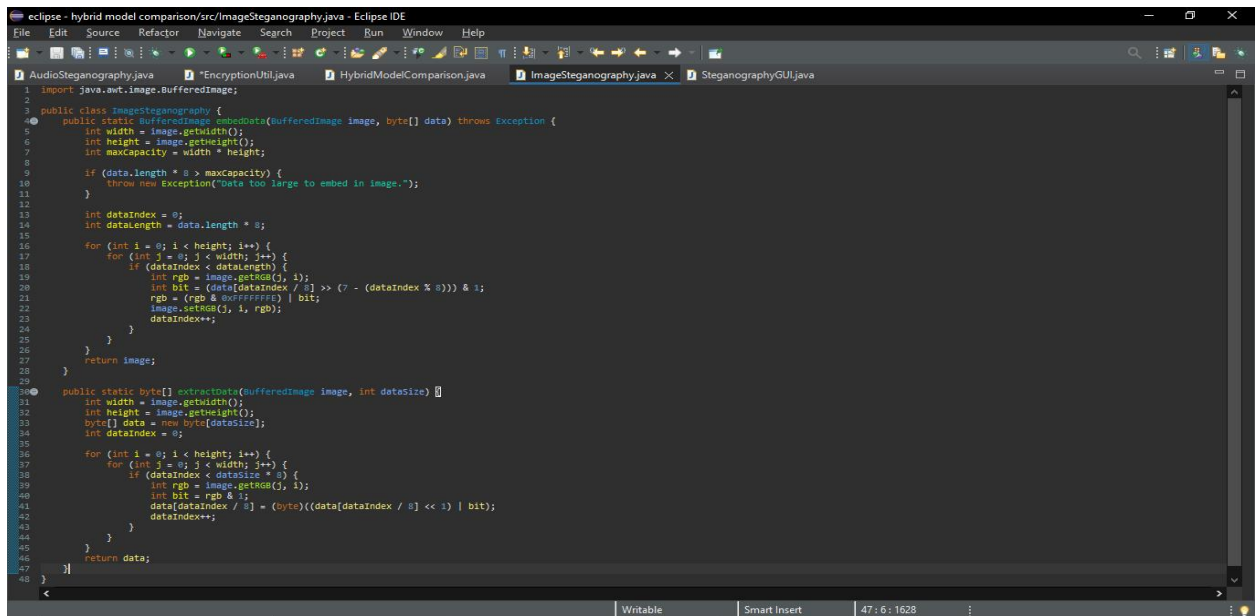 eclipse - hybrid model comparison/src/ImageSteganography.java - Eclipse IDE
File Edit Source Refactor Navigate Search Project Run Window Help
AudioSteganography.java *EncryptionUtil.java HybridModelComparison.java ImageSteganography.java SteganographyGUI.java
1 import java.awt.image.BufferedImage;
2
3 public class ImageSteganography {
4 public static BufferedImage embedData(BufferedImage image, byte[] data) throws Exception {
5 int width = image.getWidth();
6 int height = image.getHeight();
7 int maxCapacity = width * height;
8
9 if (data.length * 8 > maxCapacity) {
10 throw new Exception("Data too large to embed in image.");
11 }
12
13 int dataIndex = 0;
14 int dataLength = data.length * 8;
15
16 for (int i = 0; i < height; i++) {
17 for (int j = 0; j < width; j++) {
18 if (dataIndex < dataLength) {
19 int rgb = image.getRGB(j, i);
20 int bit = (data[dataIndex / 8] >> (7 - (dataIndex % 8))) & 1;
21 rgb = (rgb & 0xFFFFFFFE) | bit;
22 image.setRGB(j, i, rgb);
23 dataIndex++;
24 }
25 }
26 }
27 return image;
28 }
29
30 public static byte[] extractData(BufferedImage image, int dataSize) {
31 int width = image.getWidth();
32 int height = image.getHeight();
33 byte[] data = new byte[dataSize];
34 int dataIndex = 0;
35
36 for (int i = 0; i < height; i++) {
37 for (int j = 0; j < width; j++) {
38 if (dataIndex < dataSize * 8) {
39 int rgb = image.getRGB(j, i);
40 int bit = rgb & 1;
41 data[dataIndex / 8] = (byte)((data[dataIndex / 8] << 1) | bit);
42 dataIndex++;
43 }
44 }
45 }
46 return data;
47 }
48 }
Writable Smart Insert 47 : 6 : 1628